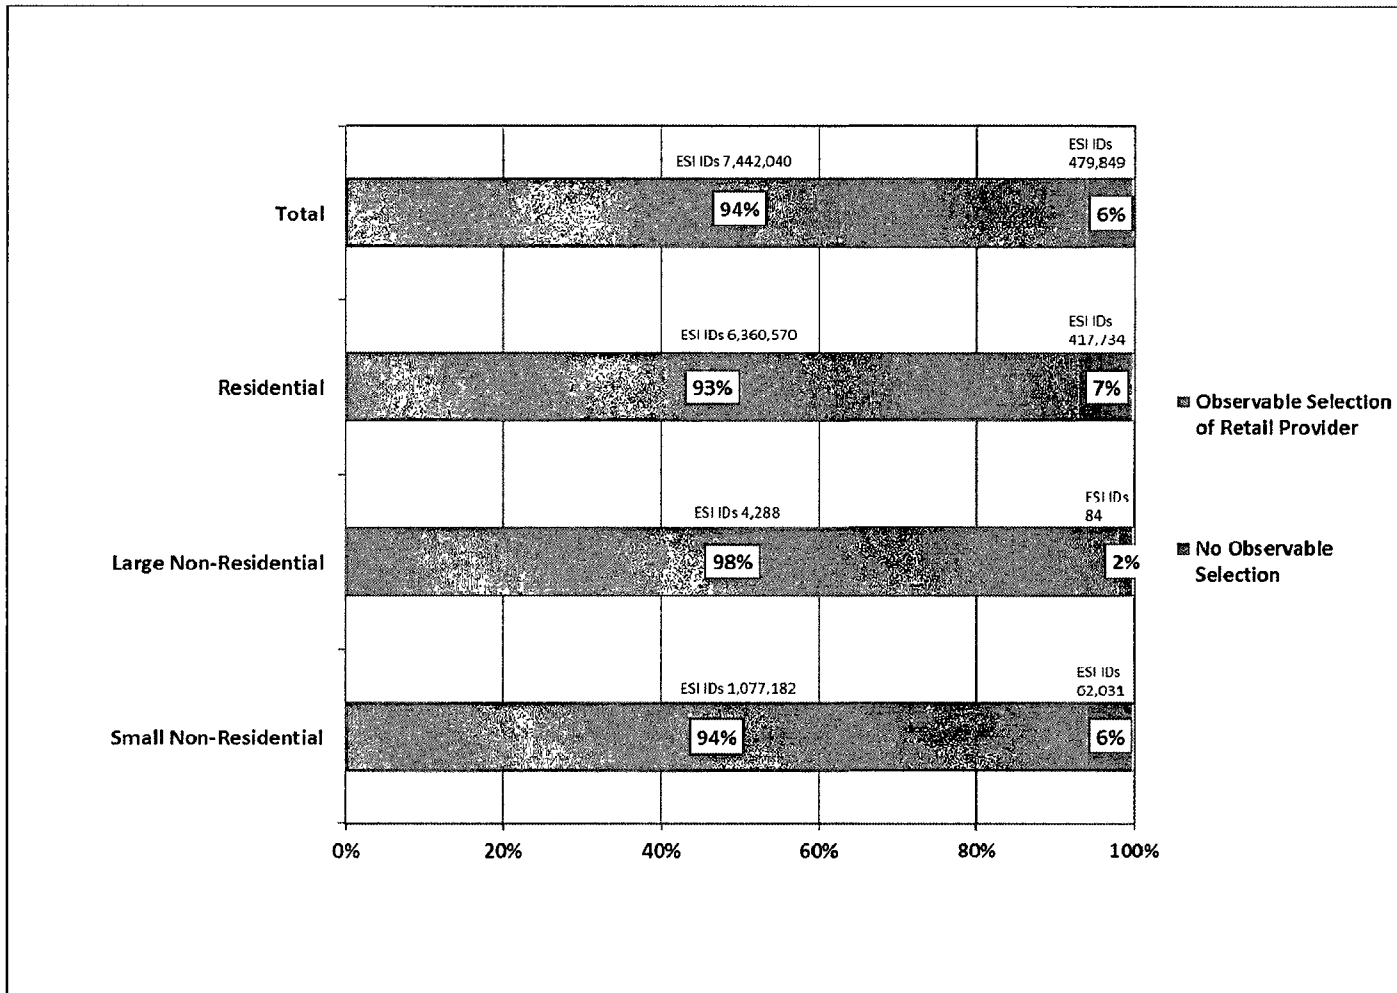 ESI IDs 7,442,040
ESI IDs
479,849
Total
94%
6%
ESI IDs 6,360,570
ESI IDs
417,734
Residential
93%
7%
Observable Selection
of Retail Provider
ESI IDs 4,288
ESI IDs
84
Large Non-Residential
98%
2%
No Observable
Selection
ESI IDs 1,077,182
ESI IDs
62,031
Small Non-Residential
94%
6%
0%
20%
40%
60%
80%
100%